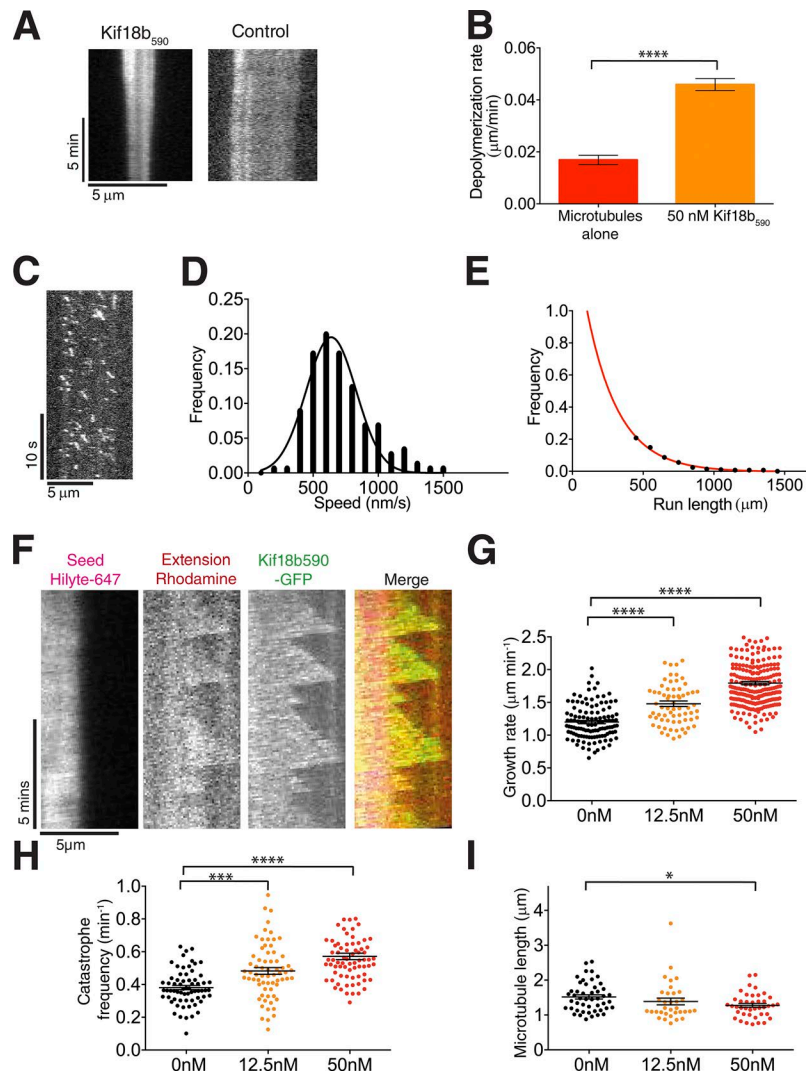 A
Kif18b590
Control
5 min
5 µm
B
Depolymerization rate
(µm/min)
0.06
0.04
0.02
0.00
****
Microtubules
alone
50 nM Kif18b590
C
10 s
5 µm
D
Frequency
0.25
0.20
0.15
0.10
0.05
0.00
0
500
1000
1500
Speed (nm/s)
E
Frequency
1.0
0.8
0.6
0.4
0.2
0
0
500
1000
1500
Run length (µm)
F
Seed
Hilyte-647
Extension
Rhodamine
Kif18b590
-GFP
Merge
5 mins
5µm
G
Growth rate (µm min-1)
2.5
2.0
1.5
1.0
0.5
0.0
****
****
0nM
12.5nM
50nM
H
Catastrophe
frequency (min-1)
1.0
0.8
0.6
0.4
0.2
0.0
****
***
0nM
12.5nM
50nM
I
Microtubule length (µm)
4
3
2
1
0
*
0nM
12.5nM
50nM